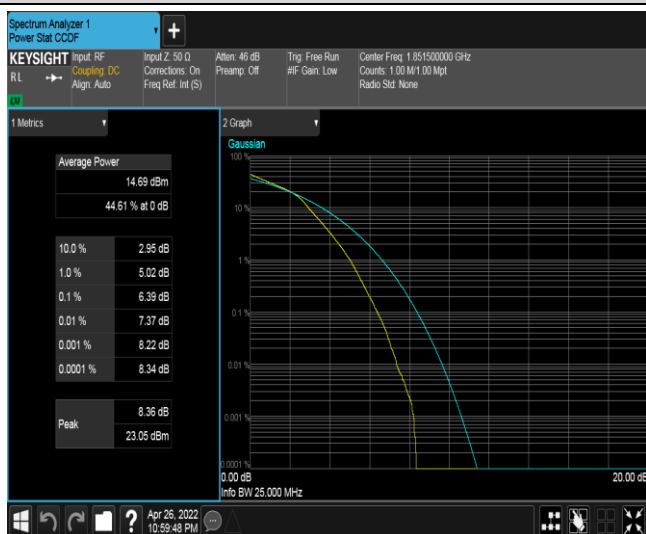 Spectrum Analyzer 1
Power Stat CCDF
+
KEYSIGHT
RL
Input: RF
Coupling: DC
Align: Auto
Input Z: 50 Ω
Corrections: On
Freq Ref: Int (S)
Atten: 46 dB
Preamp: Off
Trig: Free Run
#IF Gain: Low
Center Freq: 1.851500000 GHz
Counts: 1.00 M/1.00 Mpt
Radio Std: None
1 Metrics
Average Power
14.69 dBm
44.61 % at 0 dB
10.0 % 2.95 dB
1.0 % 5.02 dB
0.1 % 6.39 dB
0.01 % 7.37 dB
0.001 % 8.22 dB
0.0001 % 8.34 dB
Peak
8.36 dB
23.05 dBm
2 Graph
Gaussian
100 %
10 %
1 %
0.1 %
0.01 %
0.001 %
0.0001 %
0.00 dB 20.00 dB
Info BW 25.000 MHz
?
Apr 26, 2022
10:59:48 PM